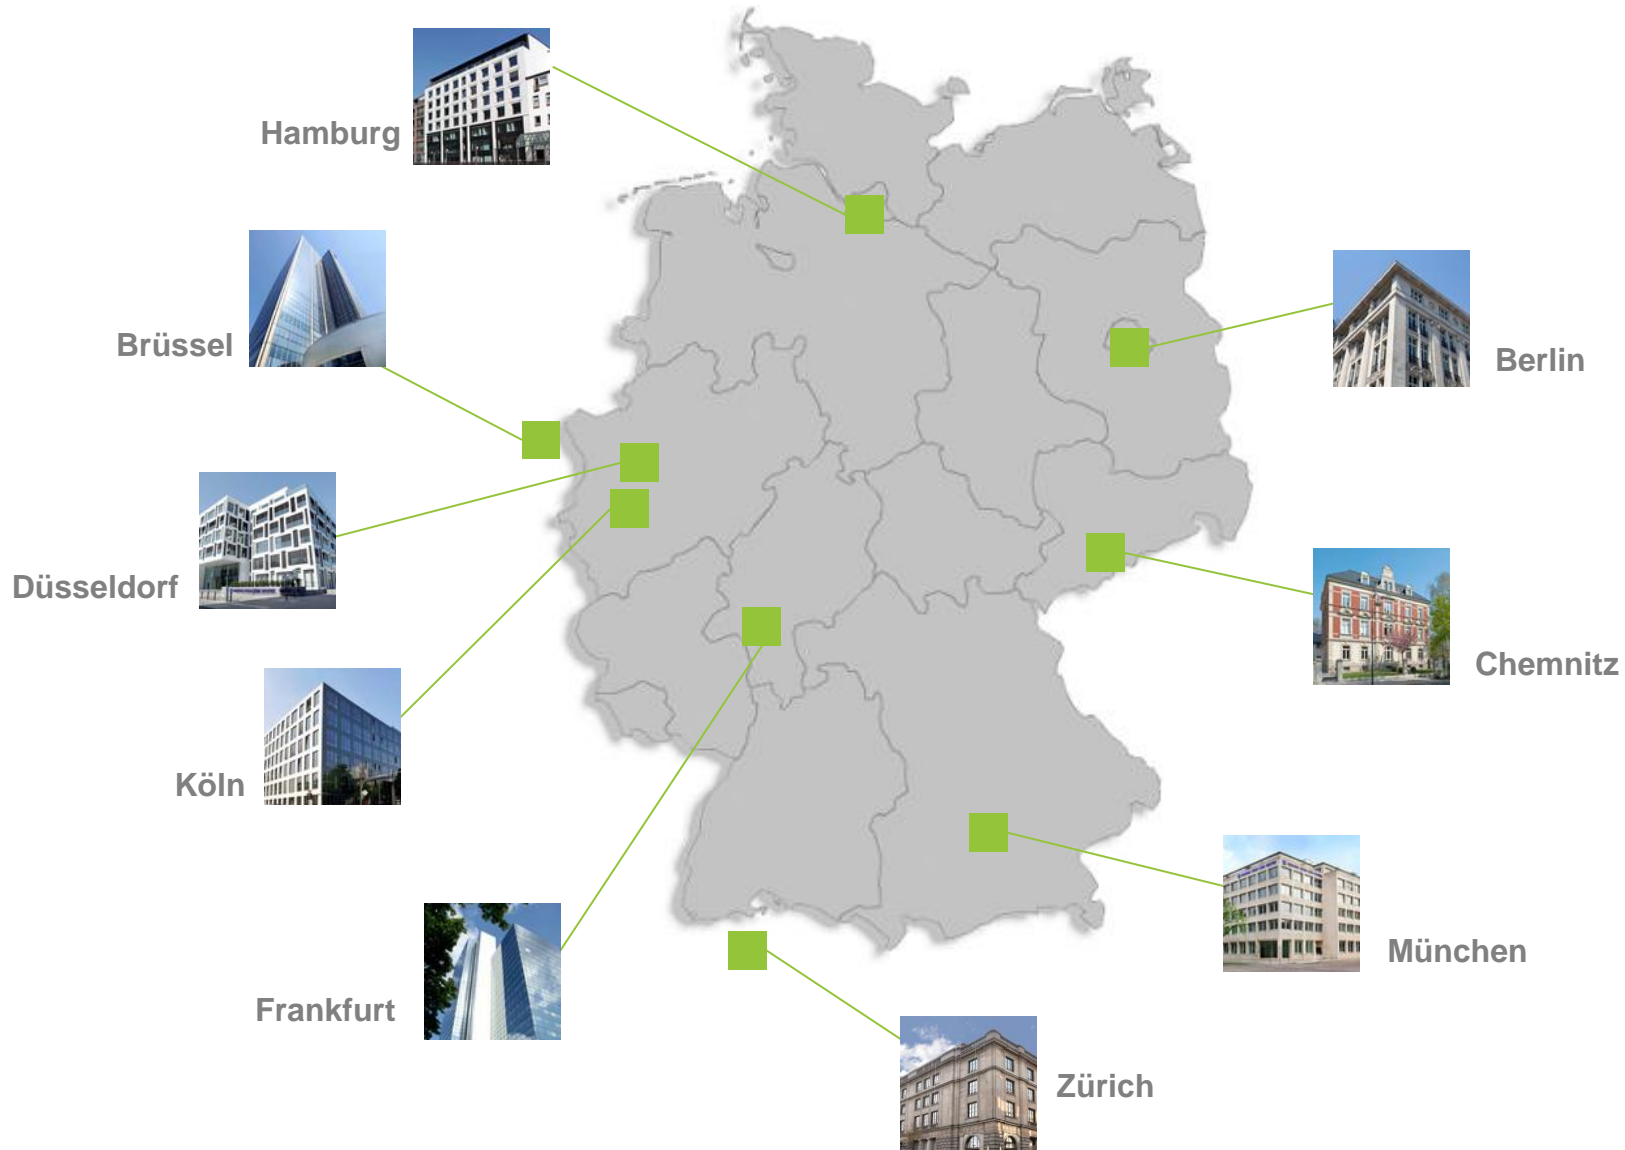 Hamburg
Brüssel
Berlin
Düsseldorf
Chemnitz
Köln
München
Frankfurt
Zürich